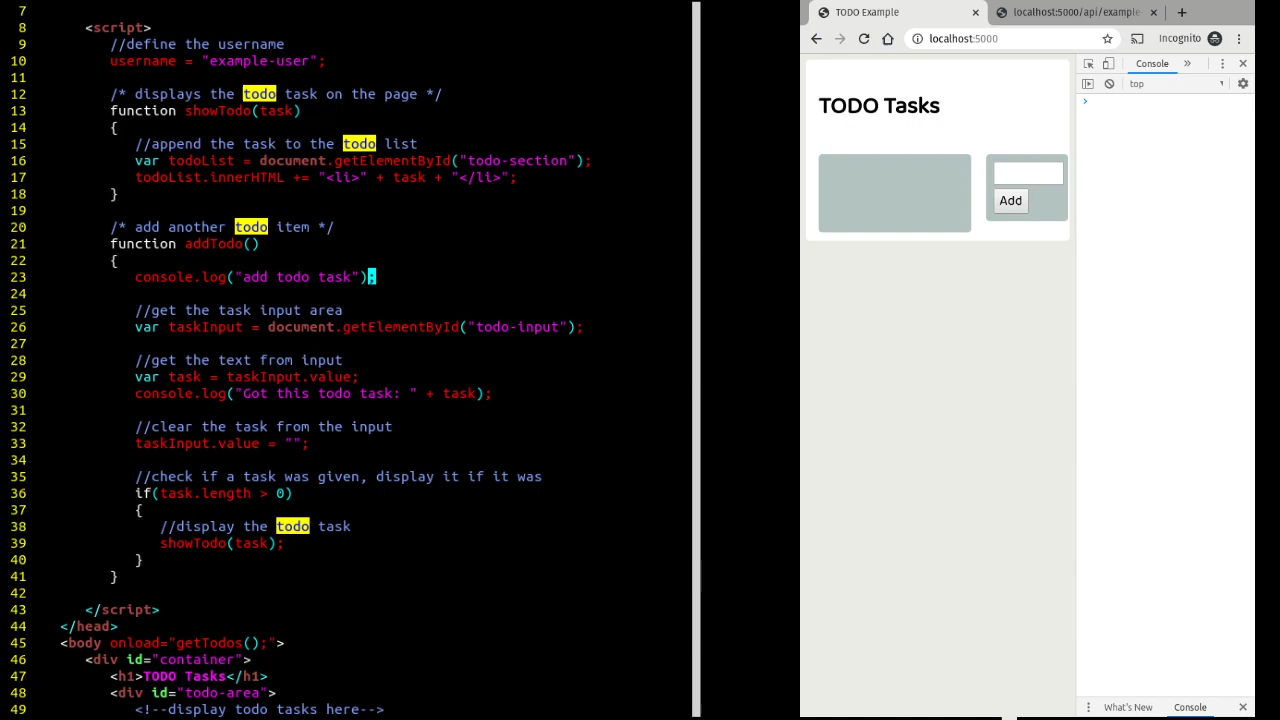 7
8 <script>
9 //define the username
10 username = "example-user";
11
12 /* displays the todo task on the page */
13 function showTodo(task)
14 {
15 //append the task to the todo list
16 var todoList = document.getElementById("todo-section");
17 todoList.innerHTML += "<li>" + task + "</li>";
18 }
19
20 /* add another todo item */
21 function addTodo()
22 {
23 console.log("add todo task");
24
25 //get the task input area
26 var taskInput = document.getElementById("todo-input");
27
28 //get the text from input
29 var task = taskInput.value;
30 console.log("Got this todo task: " + task);
31
32 //clear the task from the input
33 taskInput.value = "";
34
35 //check if a task was given, display it if it was
36 if(task.length > 0)
37 {
38 //display the todo task
39 showTodo(task);
40 }
41 }
42
43 </script>
44 </head>
45 <body onload="getTodos();">
46 <div id="container">
47 <h1>TODO Tasks</h1>
48 <div id="todo-area">
49 <!--display todo tasks here-->
TODO Example
localhost:5000/api/example-
localhost:5000
Incognito
Console
top
TODO Tasks
Add
What's New
Console